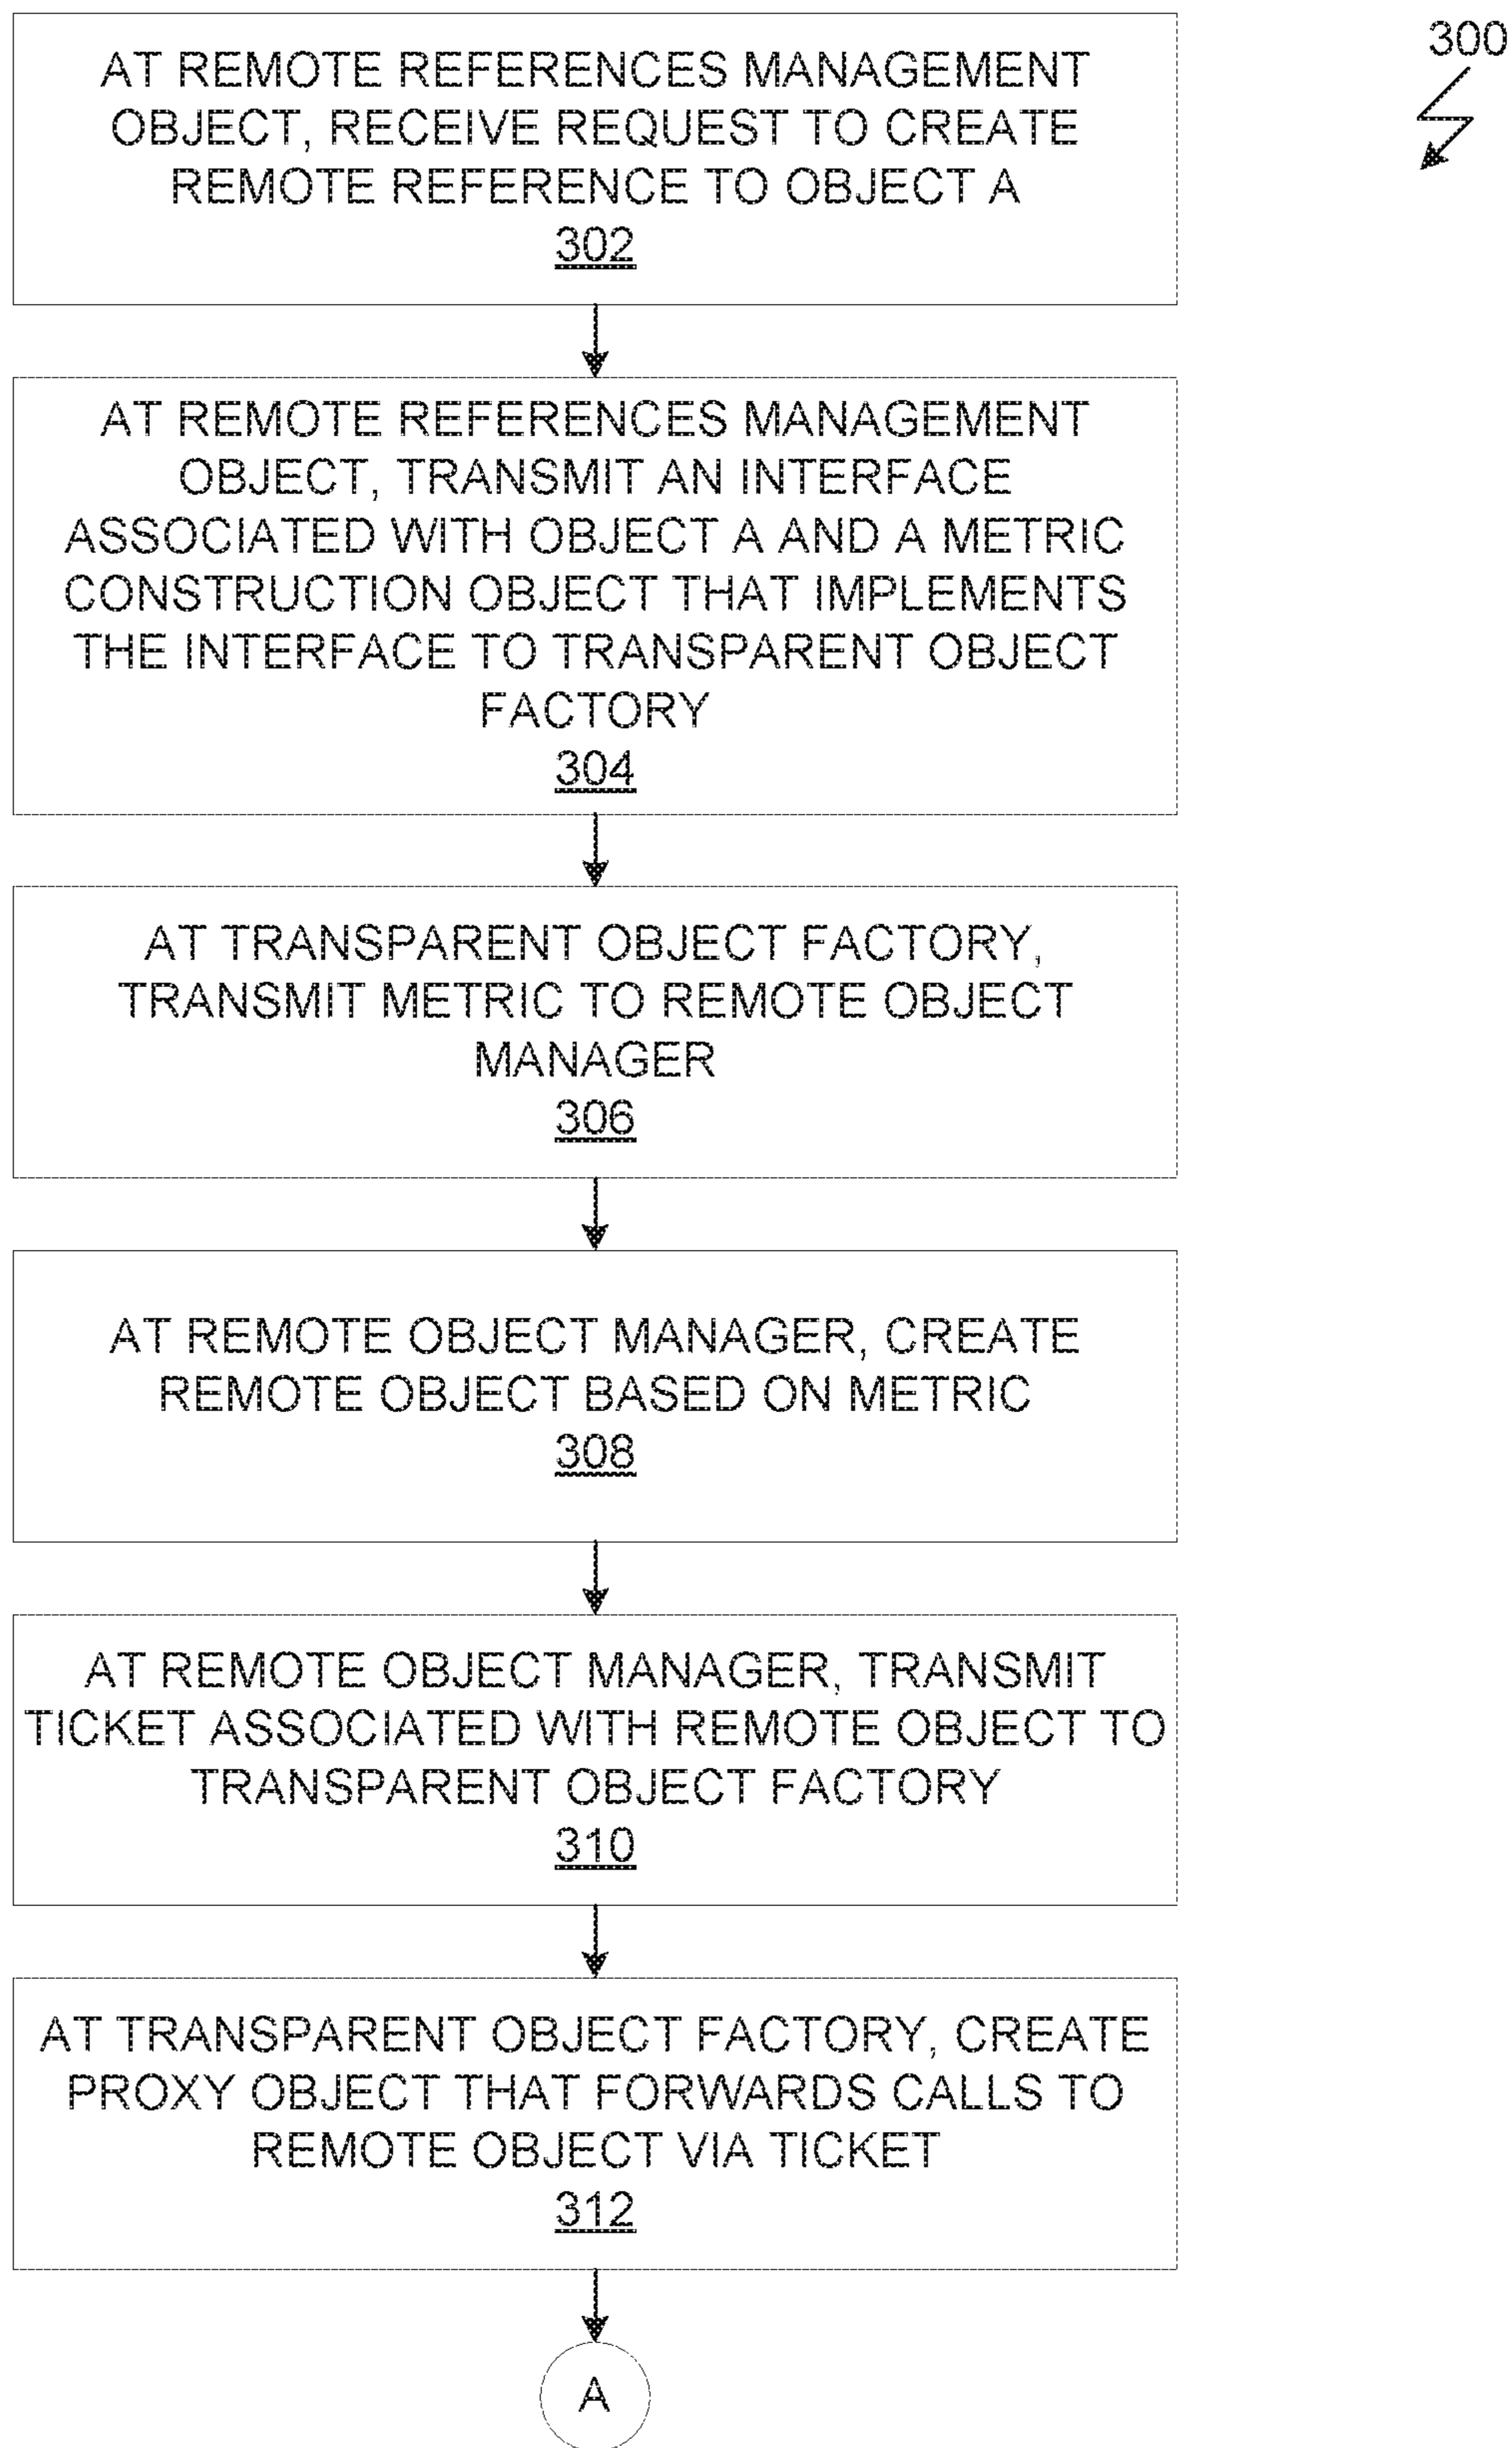 300
AT REMOTE REFERENCES MANAGEMENT
OBJECT, RECEIVE REQUEST TO CREATE
REMOTE REFERENCE TO OBJECT A
302
AT REMOTE REFERENCES MANAGEMENT
OBJECT, TRANSMIT AN INTERFACE
ASSOCIATED WITH OBJECT A AND A METRIC
CONSTRUCTION OBJECT THAT IMPLEMENTS
THE INTERFACE TO TRANSPARENT OBJECT
FACTORY
304
AT TRANSPARENT OBJECT FACTORY,
TRANSMIT METRIC TO REMOTE OBJECT
MANAGER
306
AT REMOTE OBJECT MANAGER, CREATE
REMOTE OBJECT BASED ON METRIC
308
AT REMOTE OBJECT MANAGER, TRANSMIT
TICKET ASSOCIATED WITH REMOTE OBJECT TO
TRANSPARENT OBJECT FACTORY
310
AT TRANSPARENT OBJECT FACTORY, CREATE
PROXY OBJECT THAT FORWARDS CALLS TO
REMOTE OBJECT VIA TICKET
312
A